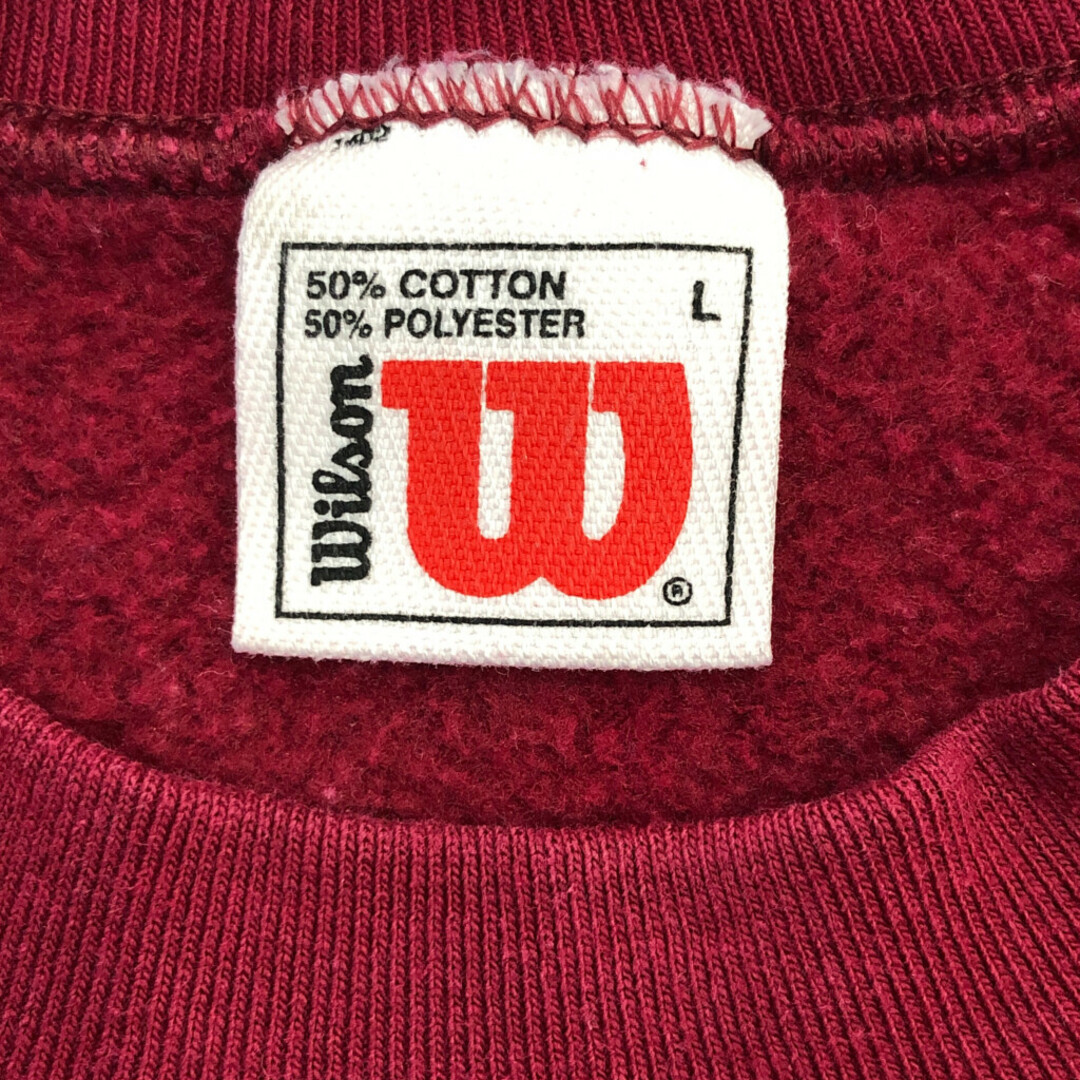 50% COTTON
50% POLYESTER
L
Wilson
W
®